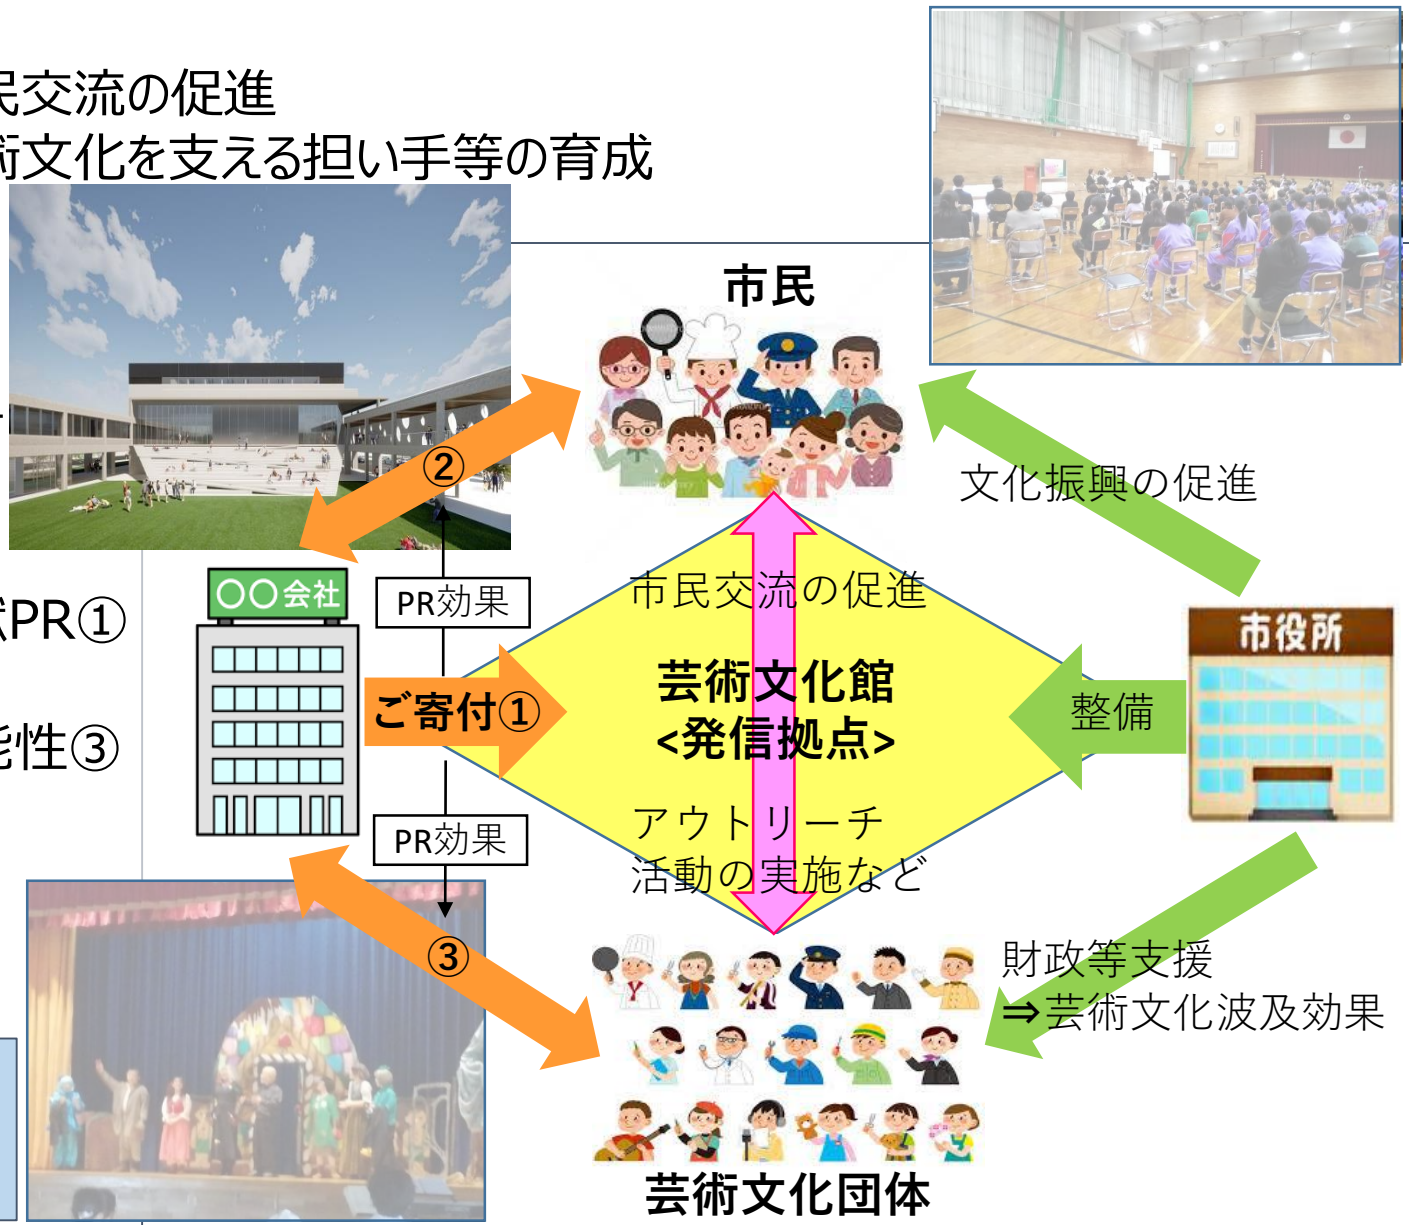 民交流の促進
術文化を支える担い手等の育成
市民
②
文化振興の促進
〇〇会社
PR効果
市民交流の促進
市役所
献PR①
ご寄付①
芸術文化館
<発信拠点>
整備
能性③
PR効果
アウトリーチ
活動の実施など
③
財政等支援
⇒芸術文化波及効果
芸術文化団体